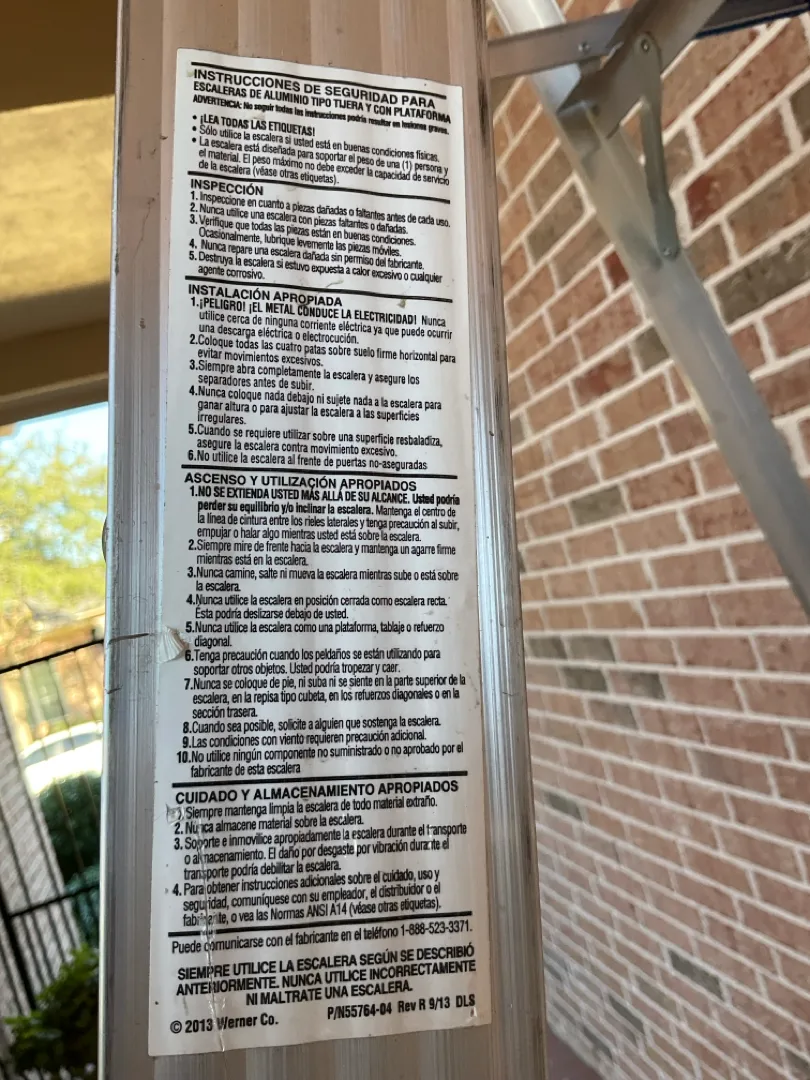 INSTRUCCIONES DE SEGURIDAD PARA
ESCALERAS DE ALUMINIO TIPO TIJERA Y CON PLATAFORMA
ADVERTENCIA: No seguir todas las instrucciones podría resultar en lesiones graves.
• ¡LEA TODAS LAS ETIQUETAS!
• Sólo utilice la escalera si usted está en buenas condiciones físicas.
• La escalera está diseñada para soportar el peso de una (1) persona y
el material. El peso máximo no debe exceder la capacidad de servicio
de la escalera (véase otras etiquetas).
INSPECCIÓN
1. Inspeccione en cuanto a piezas dañadas o faltantes antes de cada uso.
2. Nunca utilice una escalera con piezas faltantes o dañadas.
3. Verifique que todas las piezas están en buenas condiciones.
Ocasionalmente, lubrique levemente las piezas móviles.
4. Nunca repare una escalera dañada sin permiso del fabricante.
5. Destruya la escalera si estuvo expuesta a calor excesivo o cualquier
agente corrosivo.
INSTALACIÓN APROPIADA
1. ¡PELIGRO! ¡EL METAL CONDUCE LA ELECTRICIDAD! Nunca
utilice cerca de ninguna corriente eléctrica ya que puede ocurrir
una descarga eléctrica o electrocución.
2.Coloque todas las cuatro patas sobre suelo firme horizontal para
evitar movimientos excesivos.
3.Siempre abra completamente la escalera y asegure los
separadores antes de subir.
4.Nunca coloque nada debajo ni sujete nada a la escalera para
ganar altura o para ajustar la escalera a las superficies
irregulares.
5.Cuando se requiere utilizar sobre una superficie resbaladiza,
asegure la escalera contra movimiento excesivo.
6.No utilice la escalera al frente de puertas no-aseguradas
ASCENSO Y UTILIZACIÓN APROPIADOS
1.NO SE EXTIENDA USTED MÁS ALLÁ DE SU ALCANCE. Usted podría
perder su equilibrio y/o inclinar la escalera. Mantenga el centro de
la línea de cintura entre los rieles laterales y tenga precaución al subir,
empujar o halar algo mientras usted está sobre la escalera.
2.Siempre mire de frente hacia la escalera y mantenga un agarre firme
mientras está en la escalera.
3.Nunca camine, salte ni mueva la escalera mientras sube o está sobre
la escalera.
4.Nunca utilice la escalera en posición cerrada como escalera recta.
Ésta podría deslizarse debajo de usted.
5.Nunca utilice la escalera como una plataforma, tablaje o refuerzo
diagonal.
6.Tenga precaución cuando los peldaños se están utilizando para
soportar otros objetos. Usted podría tropezar y caer.
7.Nunca se coloque de pie, ni suba ni se siente en la parte superior de la
escalera, en la repisa tipo cubeta, en los refuerzos diagonales o en la
sección trasera.
8.Cuando sea posible, solicite a alguien que sostenga la escalera.
9.Las condiciones con viento requieren precaución adicional.
10.No utilice ningún componente no suministrado o no aprobado por el
fabricante de esta escalera
CUIDADO Y ALMACENAMIENTO APROPIADOS
1. Siempre mantenga limpia la escalera de todo material extraño.
2. Nunca almacene material sobre la escalera.
3. Soporte e inmovilice apropiadamente la escalera durante el transporte
o almacenamiento. El daño por desgaste por vibración durante el
transporte podría debilitar la escalera.
4. Para obtener instrucciones adicionales sobre el cuidado, uso y
seguridad, comuníquese con su empleador, el distribuidor o el
fabricante, o vea las Normas ANSI A14 (véase otras etiquetas).
Puede comunicarse con el fabricante en el teléfono 1-888-523-3371.
SIEMPRE UTILICE LA ESCALERA SEGÚN SE DESCRIBIÓ
ANTERIORMENTE. NUNCA UTILICE INCORRECTAMENTE
NI MALTRATE UNA ESCALERA.
© 2013 Werner Co. P/N55764-04 Rev R 9/13 DLS